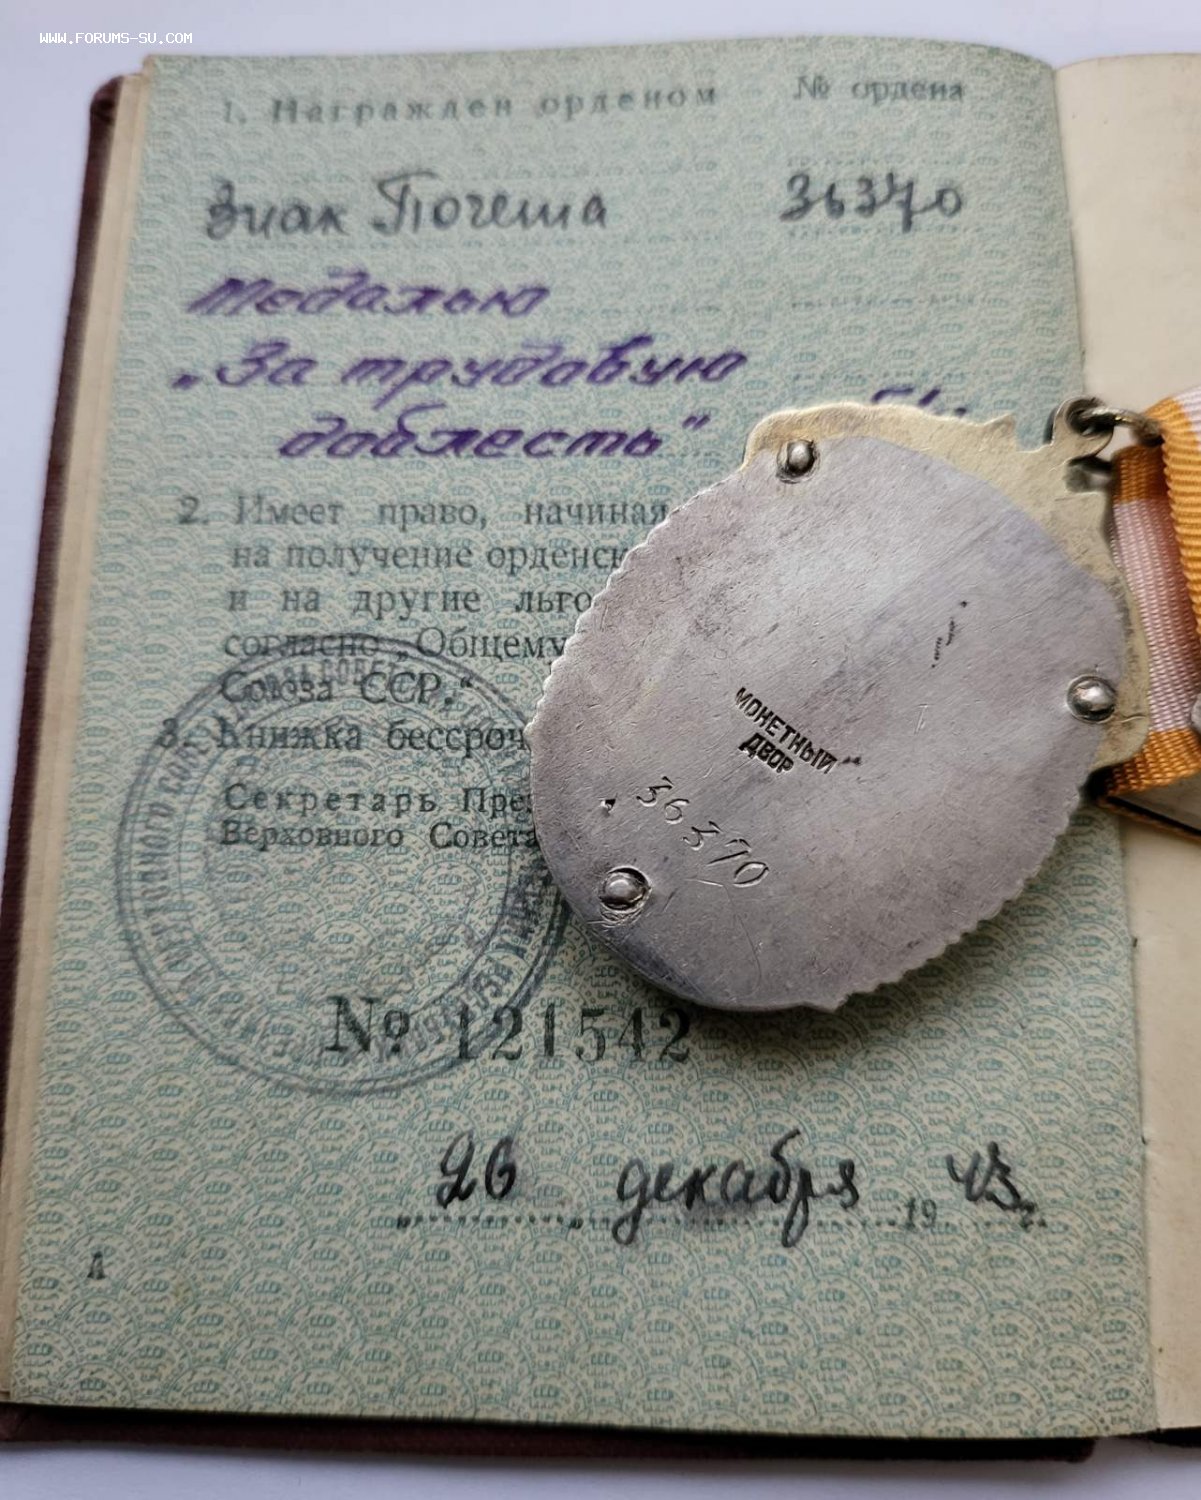 WWW.FORUMS-SU.COM
1. Награжден орденом № ордена
Знак Почета 36370
Медалью
„За трудовую
доблесть"
2. Имеет право, начиная
на получение орденск
и на другие льго
согласно „Общему
Союза ССР."
3. Книжка бессроч
Секретарь Пре
Верховного Совета
МОНЕТНЫЙ
ДВОР
36370
№ 121542
26 декабря 1943 г.
А